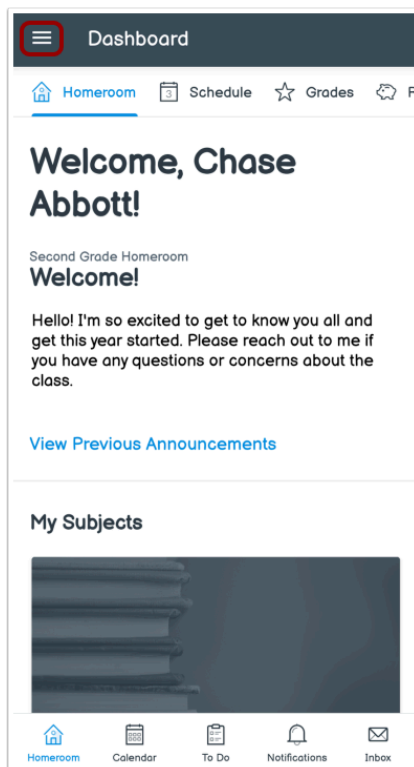 Dashboard
Homeroom 3 Schedule Grades F
Welcome, Chase
Abbott!
Second Grade Homeroom
Welcome!
Hello! I'm so excited to get to know you all and
get this year started. Please reach out to me if
you have any questions or concerns about the
class.
View Previous Announcements
My Subjects
Homeroom Calendar To Do Notifications Inbox